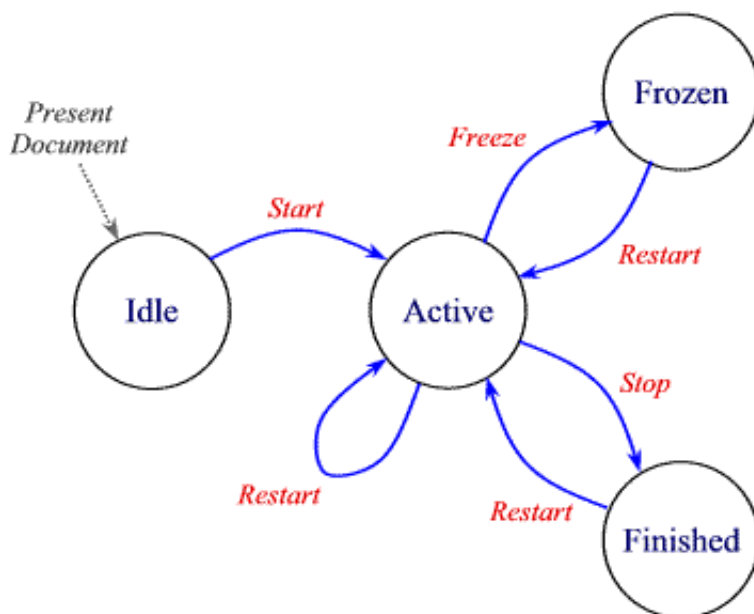 Present
Document
Frozen
Freeze
Start
Restart
Idle
Active
Stop
Restart
Restart
Finished